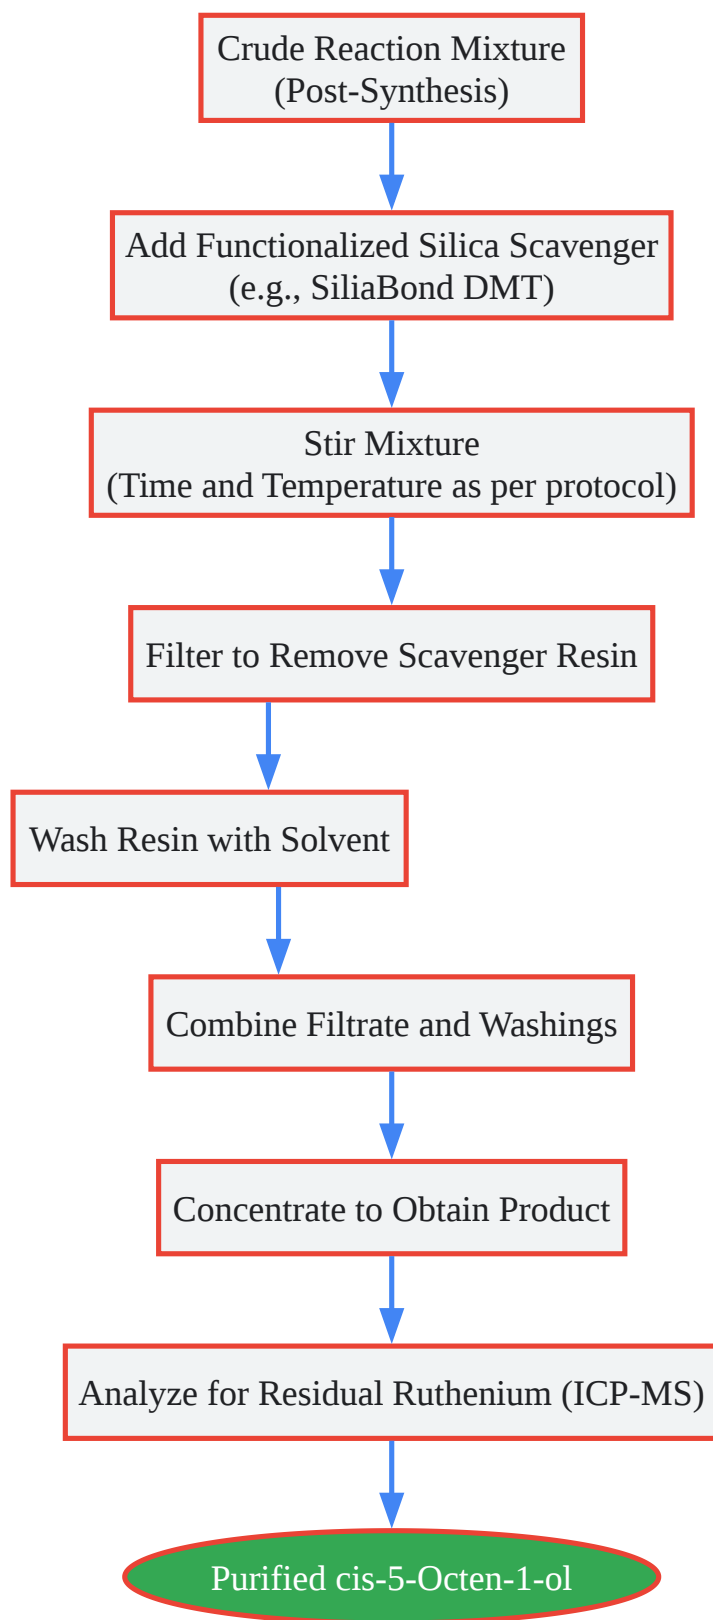 Crude Reaction Mixture
(Post-Synthesis)
Add Functionalized Silica Scavenger
(e.g., SiliaBond DMT)
Stir Mixture
(Time and Temperature as per protocol)
Filter to Remove Scavenger Resin
Wash Resin with Solvent
Combine Filtrate and Washings
Concentrate to Obtain Product
Analyze for Residual Ruthenium (ICP-MS)
Purified cis-5-Octen-1-ol